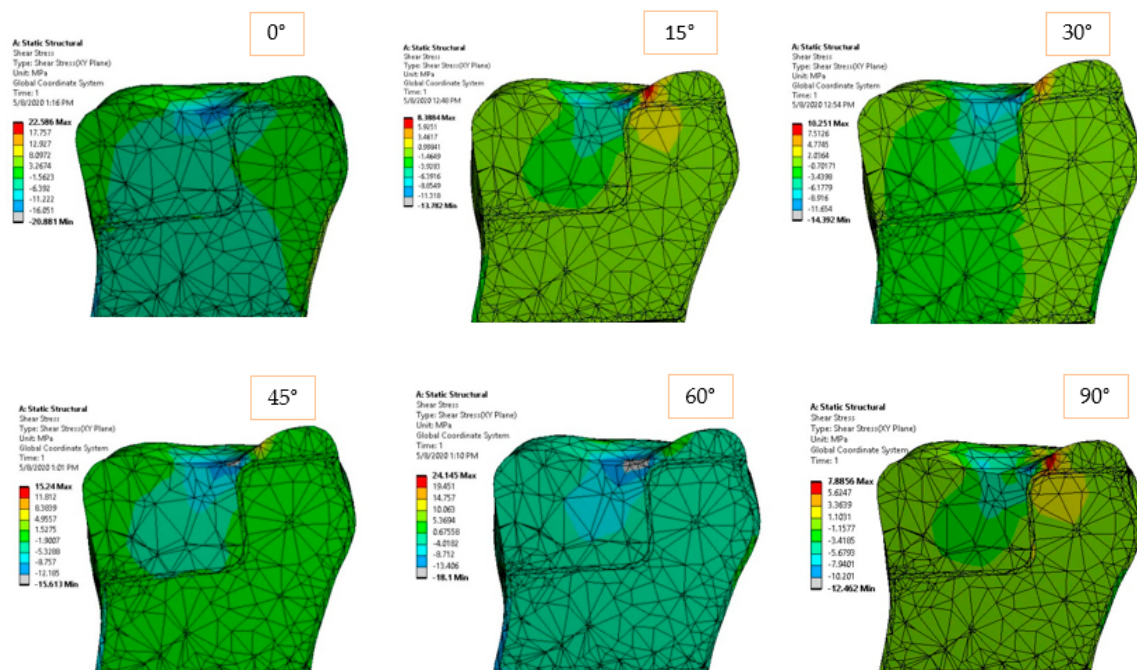 0°
A: Static Structural
Shear Stress
Type: Shear Stress(XY Plane)
Unit: MPa
Global Coordinate System
Time: 1
5/8/2020 1:16 PM
22.586 Max
17.757
12.927
8.0972
3.2674
-1.5623
-6.392
-11.222
-16.051
-20.881 Min
15°
A: Static Structural
Shear Stress
Type: Shear Stress(XY Plane)
Unit: MPa
Global Coordinate System
Time: 1
5/8/2020 12:48 PM
8.3884 Max
5.9251
3.4617
0.99841
-1.4649
-3.9283
-6.3916
-8.8549
-11.318
-13.782 Min
30°
A: Static Structural
Shear Stress
Type: Shear Stress(XY Plane)
Unit: MPa
Global Coordinate System
Time: 1
5/8/2020 12:54 PM
10.251 Max
7.5126
4.7745
2.0364
-0.70171
-3.4398
-6.1779
-8.916
-11.654
-14.392 Min
45°
A: Static Structural
Shear Stress
Type: Shear Stress(XY Plane)
Unit: MPa
Global Coordinate System
Time: 1
5/8/2020 1:01 PM
15.24 Max
11.812
8.3839
4.9557
1.5275
-1.9007
-5.3288
-8.757
-12.185
-15.613 Min
60°
A: Static Structural
Shear Stress
Type: Shear Stress(XY Plane)
Unit: MPa
Global Coordinate System
Time: 1
5/8/2020 1:10 PM
24.145 Max
19.451
14.757
10.063
5.3694
0.67558
-4.0182
-8.712
-13.406
-18.1 Min
90°
A: Static Structural
Shear Stress
Type: Shear Stress(XY Plane)
Unit: MPa
Global Coordinate System
Time: 1
7.8856 Max
5.6247
3.3639
1.1031
-1.1577
-3.4185
-5.6793
-7.9401
-10.201
-12.462 Min